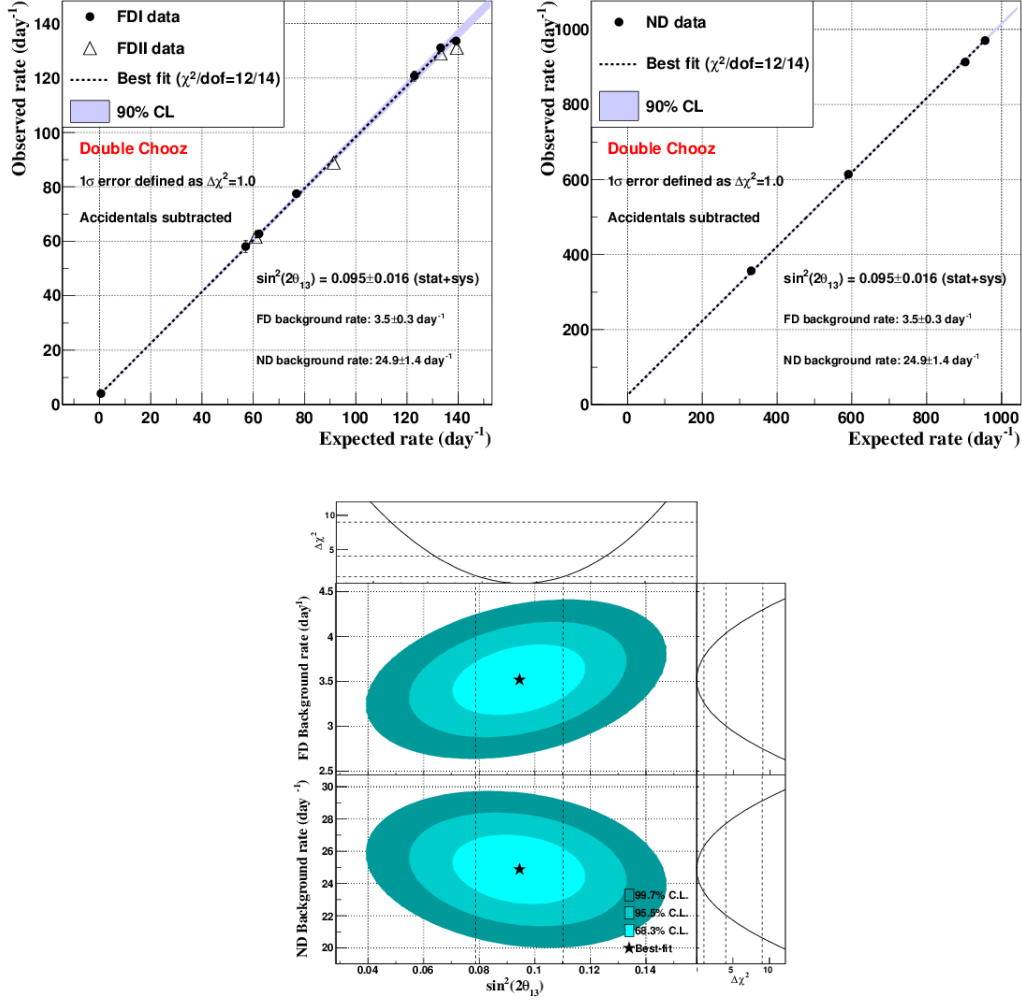 Observed rate (day⁻¹)
140
120
100
80
60
40
20
0
FDI data
FDII data
Best fit (χ²/dof=12/14)
90% CL
Double Chooz
1σ error defined as Δχ²=1.0
Accidentals subtracted
sin²(2θ₁₃) = 0.095±0.016 (stat+sys)
FD background rate: 3.5±0.3 day⁻¹
ND background rate: 24.9±1.4 day⁻¹
0 20 40 60 80 100 120 140
Expected rate (day⁻¹)
Observed rate (day⁻¹)
1000
800
600
400
200
0
ND data
Best fit (χ²/dof=12/14)
90% CL
Double Chooz
1σ error defined as Δχ²=1.0
Accidentals subtracted
sin²(2θ₁₃) = 0.095±0.016 (stat+sys)
FD background rate: 3.5±0.3 day⁻¹
ND background rate: 24.9±1.4 day⁻¹
0 200 400 600 800 1000
Expected rate (day⁻¹)
Δχ²
10
5
FD Background rate (day¹)
4.5
4
3.5
3
2.5
ND Background rate (day ⁻¹)
30
28
26
24
22
20
99.7% C.L.
95.5% C.L.
68.3% C.L.
Best-fit
0.04 0.06 0.08 0.1 0.12 0.14
sin²(2θ₁₃)
1 5 10
Δχ²